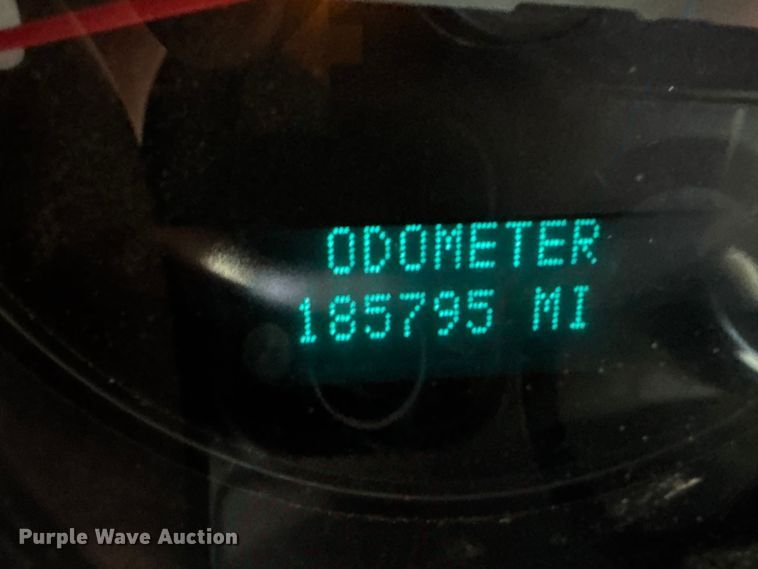 ODOMETER
185795 MI
Purple Wave Auction